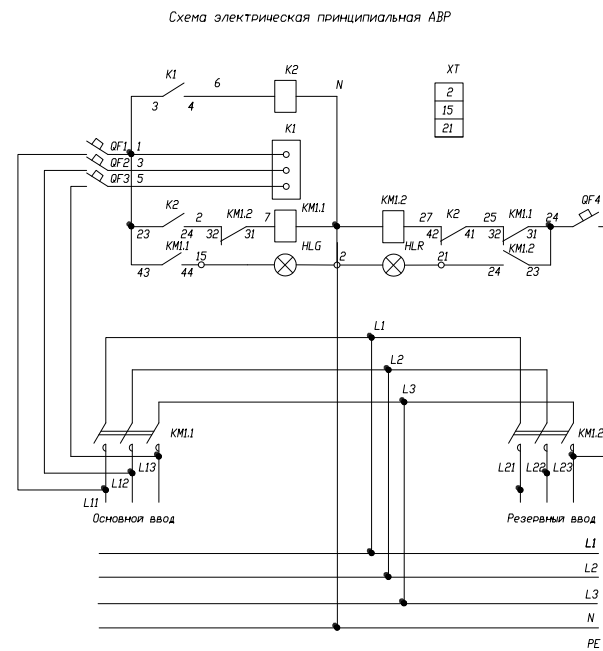 Схема электрическая принципиальная АВР
K1 6 K2 N XT
3 4 2
15
21
K1
QF1 1
QF2 3
QF3 5
QF4
K2 2 KM1.2 7 KM1.1 KM1.2 27 K2 25 KM1.1 24
23 24 32 31 42 41 32 31
KM1.1 HLG HLR KM1.2
43 44 15 2 21 24 23
L1
L2
L3
KM1.1 KM1.2
L11 L12 L13 L21 L22 L23
Основной ввод Резервный ввод
L1
L2
L3
N
PE